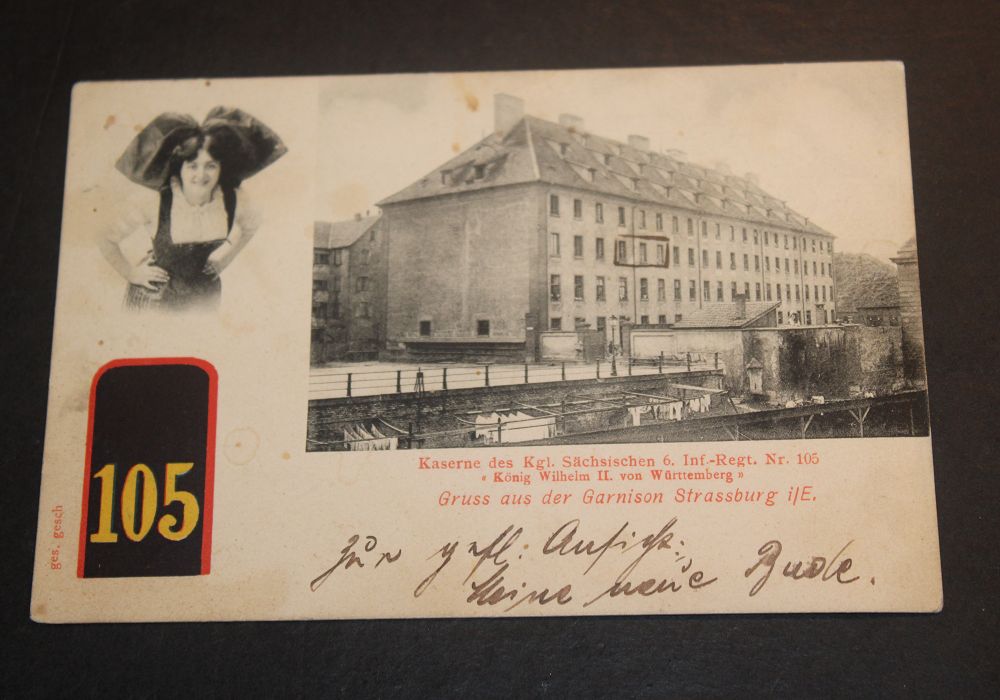 105
ges. gesch
Kaserne des Kgl. Sächsischen 6. Inf.-Regt. Nr. 105
« König Wilhelm II. von Württemberg »
Gruss aus der Garnison Strassburg i/E.
Zur gefl: Ansicht:
Meine neue Bude.